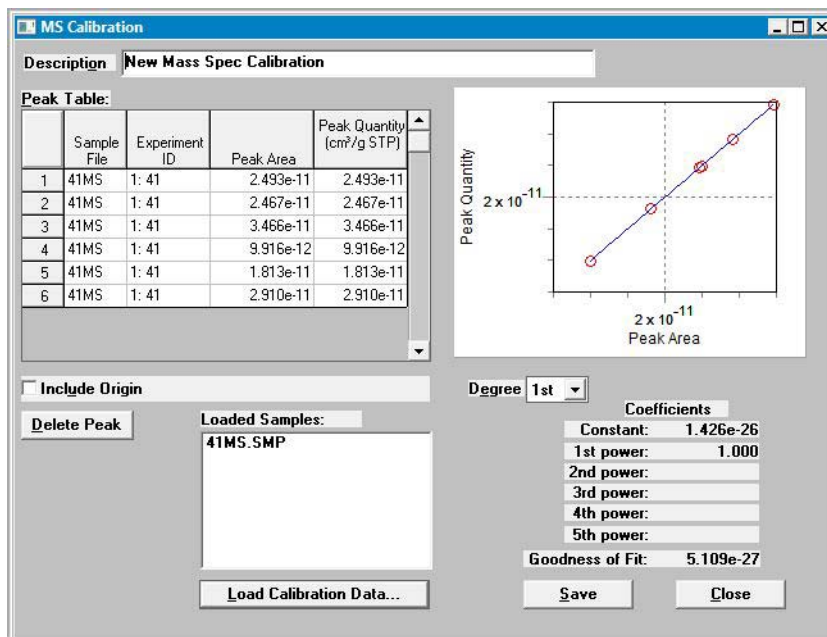 MS Calibration
Description New Mass Spec Calibration
Peak Table:
Sample File Experiment ID Peak Area Peak Quantity (cm³/g STP)
1 41MS 1: 41 2.493e-11 2.493e-11
2 41MS 1: 41 2.467e-11 2.467e-11
3 41MS 1: 41 3.466e-11 3.466e-11
4 41MS 1: 41 9.916e-12 9.916e-12
5 41MS 1: 41 1.813e-11 1.813e-11
6 41MS 1: 41 2.910e-11 2.910e-11
Peak Quantity
2 x 10⁻¹¹
2 x 10⁻¹¹
Peak Area
Include Origin
Delete Peak
Loaded Samples:
41MS.SMP
Load Calibration Data...
Degree 1st
Coefficients
Constant: 1.426e-26
1st power: 1.000
2nd power:
3rd power:
4th power:
5th power:
Goodness of Fit: 5.109e-27
Save Close